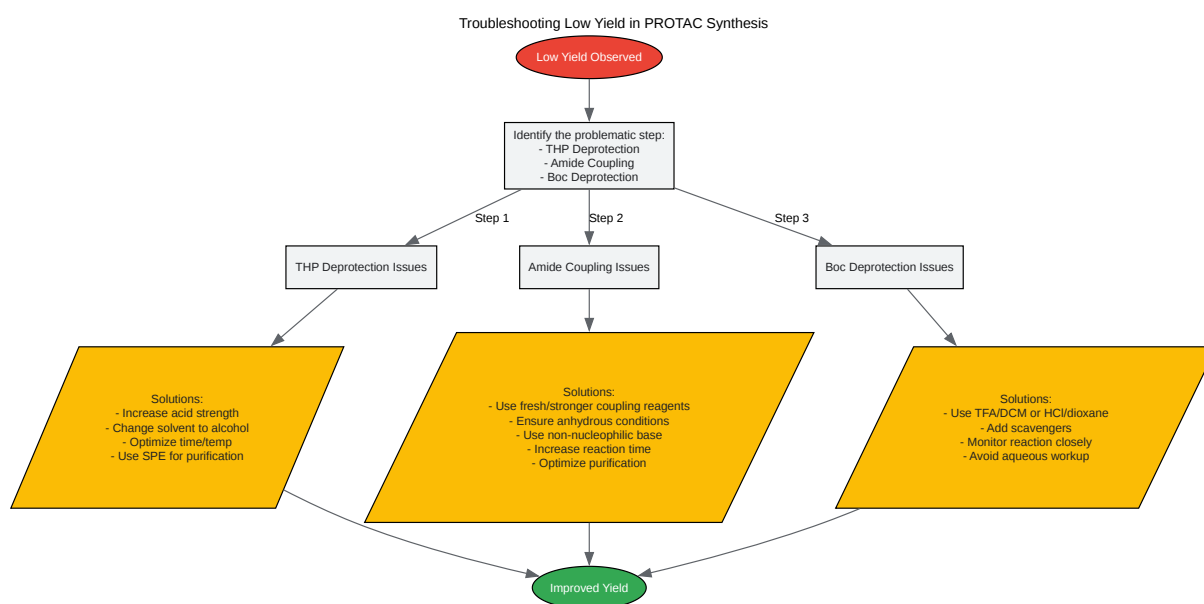 Troubleshooting Low Yield in PROTAC Synthesis
Low Yield Observed
Identify the problematic step:
- THP Deprotection
- Amide Coupling
- Boc Deprotection
Step 1
Step 2
Step 3
THP Deprotection Issues
Amide Coupling Issues
Boc Deprotection Issues
Solutions:
- Increase acid strength
- Change solvent to alcohol
- Optimize time/temp
- Use SPE for purification
Solutions:
- Use fresh/stronger coupling reagents
- Ensure anhydrous conditions
- Use non-nucleophilic base
- Increase reaction time
- Optimize purification
Solutions:
- Use TFA/DCM or HCl/dioxane
- Add scavengers
- Monitor reaction closely
- Avoid aqueous workup
Improved Yield